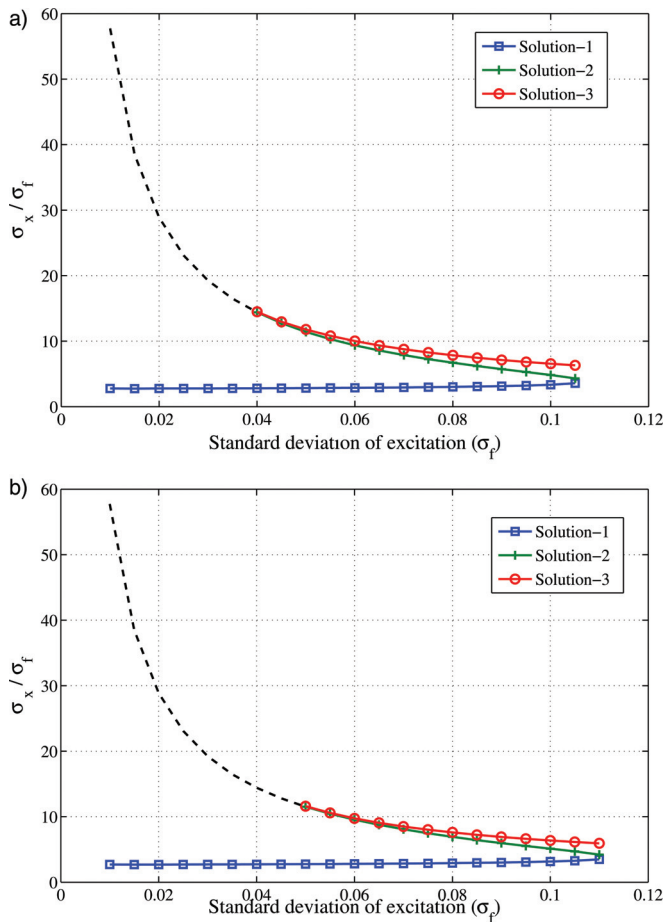 a)
60
50
40
30
20
10
0
σx / σf
Solution−1
Solution−2
Solution−3
0 0.02 0.04 0.06 0.08 0.1 0.12
Standard deviatıon of excitation (σf)
b)
60
50
40
30
20
10
0
σx / σf
Solution−1
Solution−2
Solution−3
0 0.02 0.04 0.06 0.08 0.1 0.12
Standard deviation of excitation (σf)